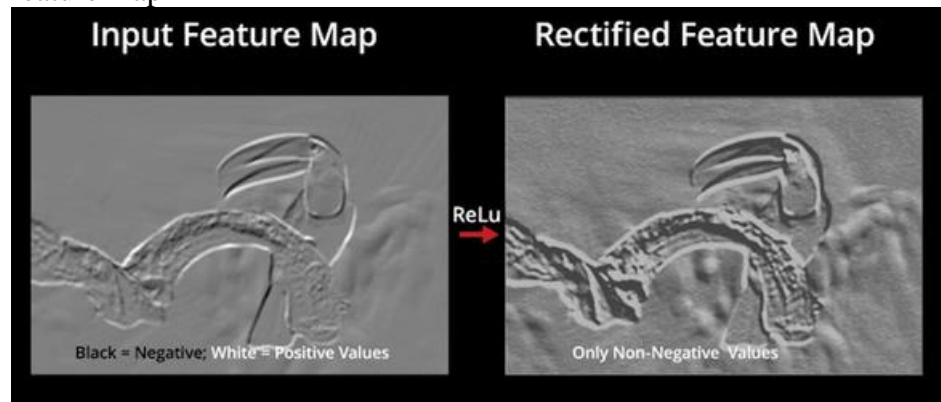 Input Feature Map
Rectified Feature Map
ReLu
Black = Negative; White = Positive Values
Only Non-Negative Values